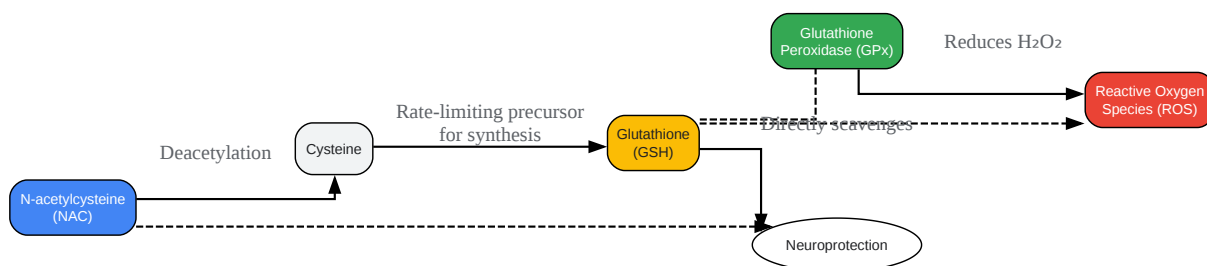 Glutathione
Peroxidase (GPx)
Reduces H₂O₂
Reactive Oxygen
Species (ROS)
Rate-limiting precursor
for synthesis
Directly scavenges
Glutathione
(GSH)
Deacetylation
Cysteine
N-acetylcysteine
(NAC)
Neuroprotection